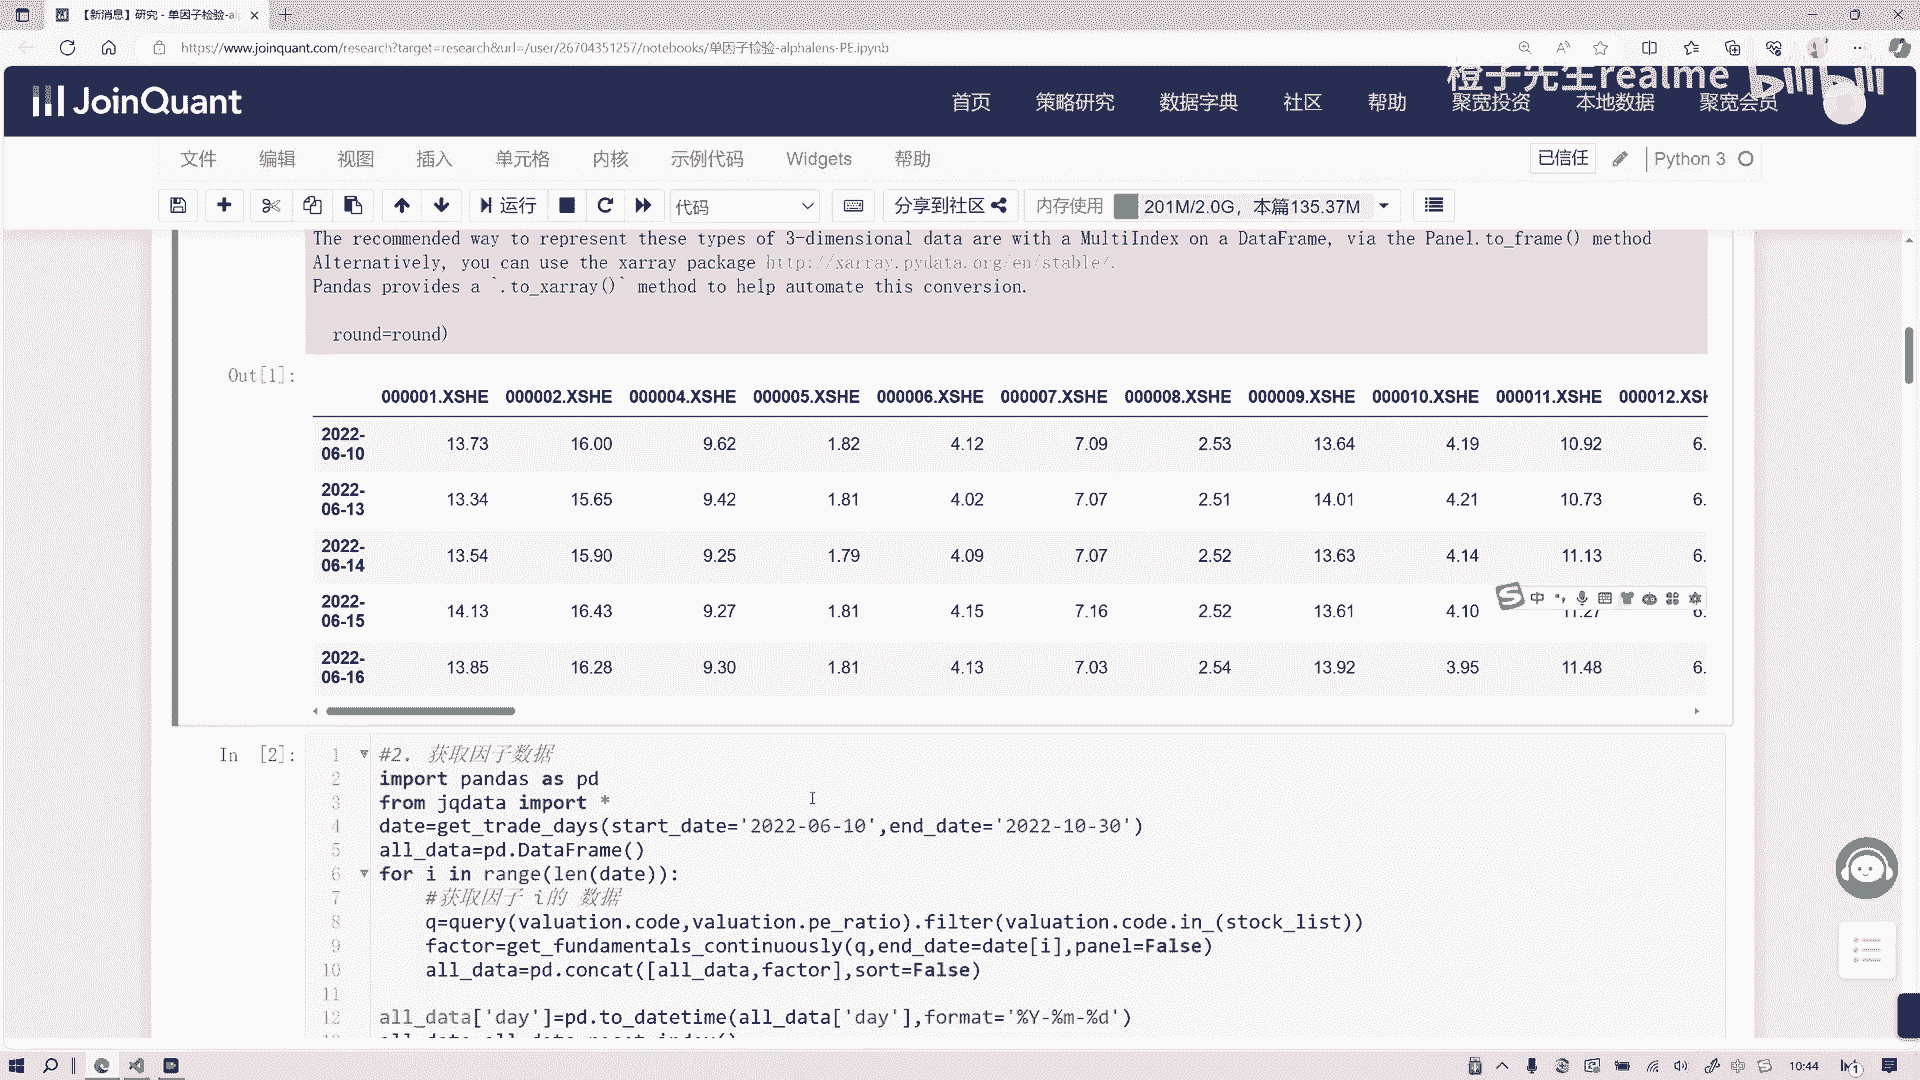 【新消息】研究 - 单因子检验-al
https://www.joinquant.com/research?target=research&url=/user/26704351257/notebooks/单因子检验-alphalens-PE.ipynb
橙子先生realme bilibili
JoinQuant
首页 策略研究 数据字典 社区 帮助 聚宽投资 本地数据 聚宽会员
文件 编辑 视图 插入 单元格 内核 示例代码 Widgets 帮助 已信任 Python 3
运行 代码 分享到社区 内存使用 201M/2.0G，本篇135.37M
The recommended way to represent these types of 3-dimensional data are with a MultiIndex on a DataFrame, via the Panel.to_frame() method
Alternatively, you can use the xarray package http://xarray.pydata.org/en/stable/.
Pandas provides a `.to_xarray()` method to help automate this conversion.
round=round)
Out[1]:
000001.XSHE 000002.XSHE 000004.XSHE 000005.XSHE 000006.XSHE 000007.XSHE 000008.XSHE 000009.XSHE 000010.XSHE 000011.XSHE 000012.XSH
2022-06-10 13.73 16.00 9.62 1.82 4.12 7.09 2.53 13.64 4.19 10.92 6.
2022-06-13 13.34 15.65 9.42 1.81 4.02 7.07 2.51 14.01 4.21 10.73 6.
2022-06-14 13.54 15.90 9.25 1.79 4.09 7.07 2.52 13.63 4.14 11.13 6.
中
2022-06-15 14.13 16.43 9.27 1.81 4.15 7.16 2.52 13.61 4.10 11.27 6.
2022-06-16 13.85 16.28 9.30 1.81 4.13 7.03 2.54 13.92 3.95 11.48 6.
In [2]:
1 #2. 获取因子数据
2 import pandas as pd
3 from jqdata import *
4 date=get_trade_days(start_date='2022-06-10',end_date='2022-10-30')
5 all_data=pd.DataFrame()
6 for i in range(len(date)):
7 #获取因子 i的 数据
8 q=query(valuation.code,valuation.pe_ratio).filter(valuation.code.in_(stock_list))
9 factor=get_fundamentals_continuously(q,end_date=date[i],panel=False)
10 all_data=pd.concat([all_data,factor],sort=False)
11
12 all_data['day']=pd.to_datetime(all_data['day'],format='%Y-%m-%d')
10:44